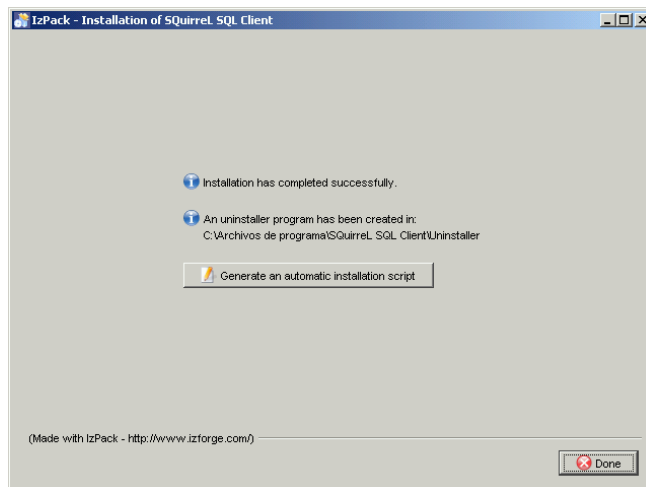 IzPack - Installation of SQuirreL SQL Client
Installation has completed successfully.
An uninstaller program has been created in:
C:\Archivos de programa\SQuirreL SQL Client\Uninstaller
Generate an automatic installation script
(Made with IzPack - http://www.izforge.com/)
Done